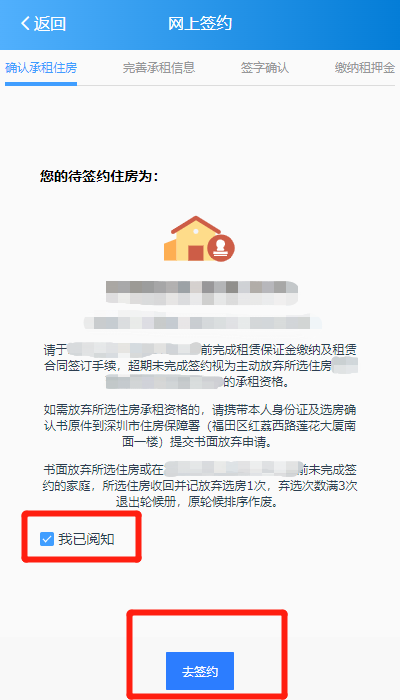 返回
网上签约
确认承租住房
完善承租信息
签字确认
缴纳租押金
您的待签约住房为：
请于
前完成租赁保证金缴纳及租赁
合同签订手续，超期未完成签约视为主动放弃所选住房
的承租资格。
如需放弃所选住房承租资格的，请携带本人身份证及选房确
认书原件到深圳市住房保障署（福田区红荔西路莲花大厦南
面一楼）提交书面放弃申请。
书面放弃所选住房或在
前未完成签
约的家庭，所选住房收回并记放弃选房1次，弃选次数满3次
退出轮候册，原轮候排序作废。
我已阅知
去签约